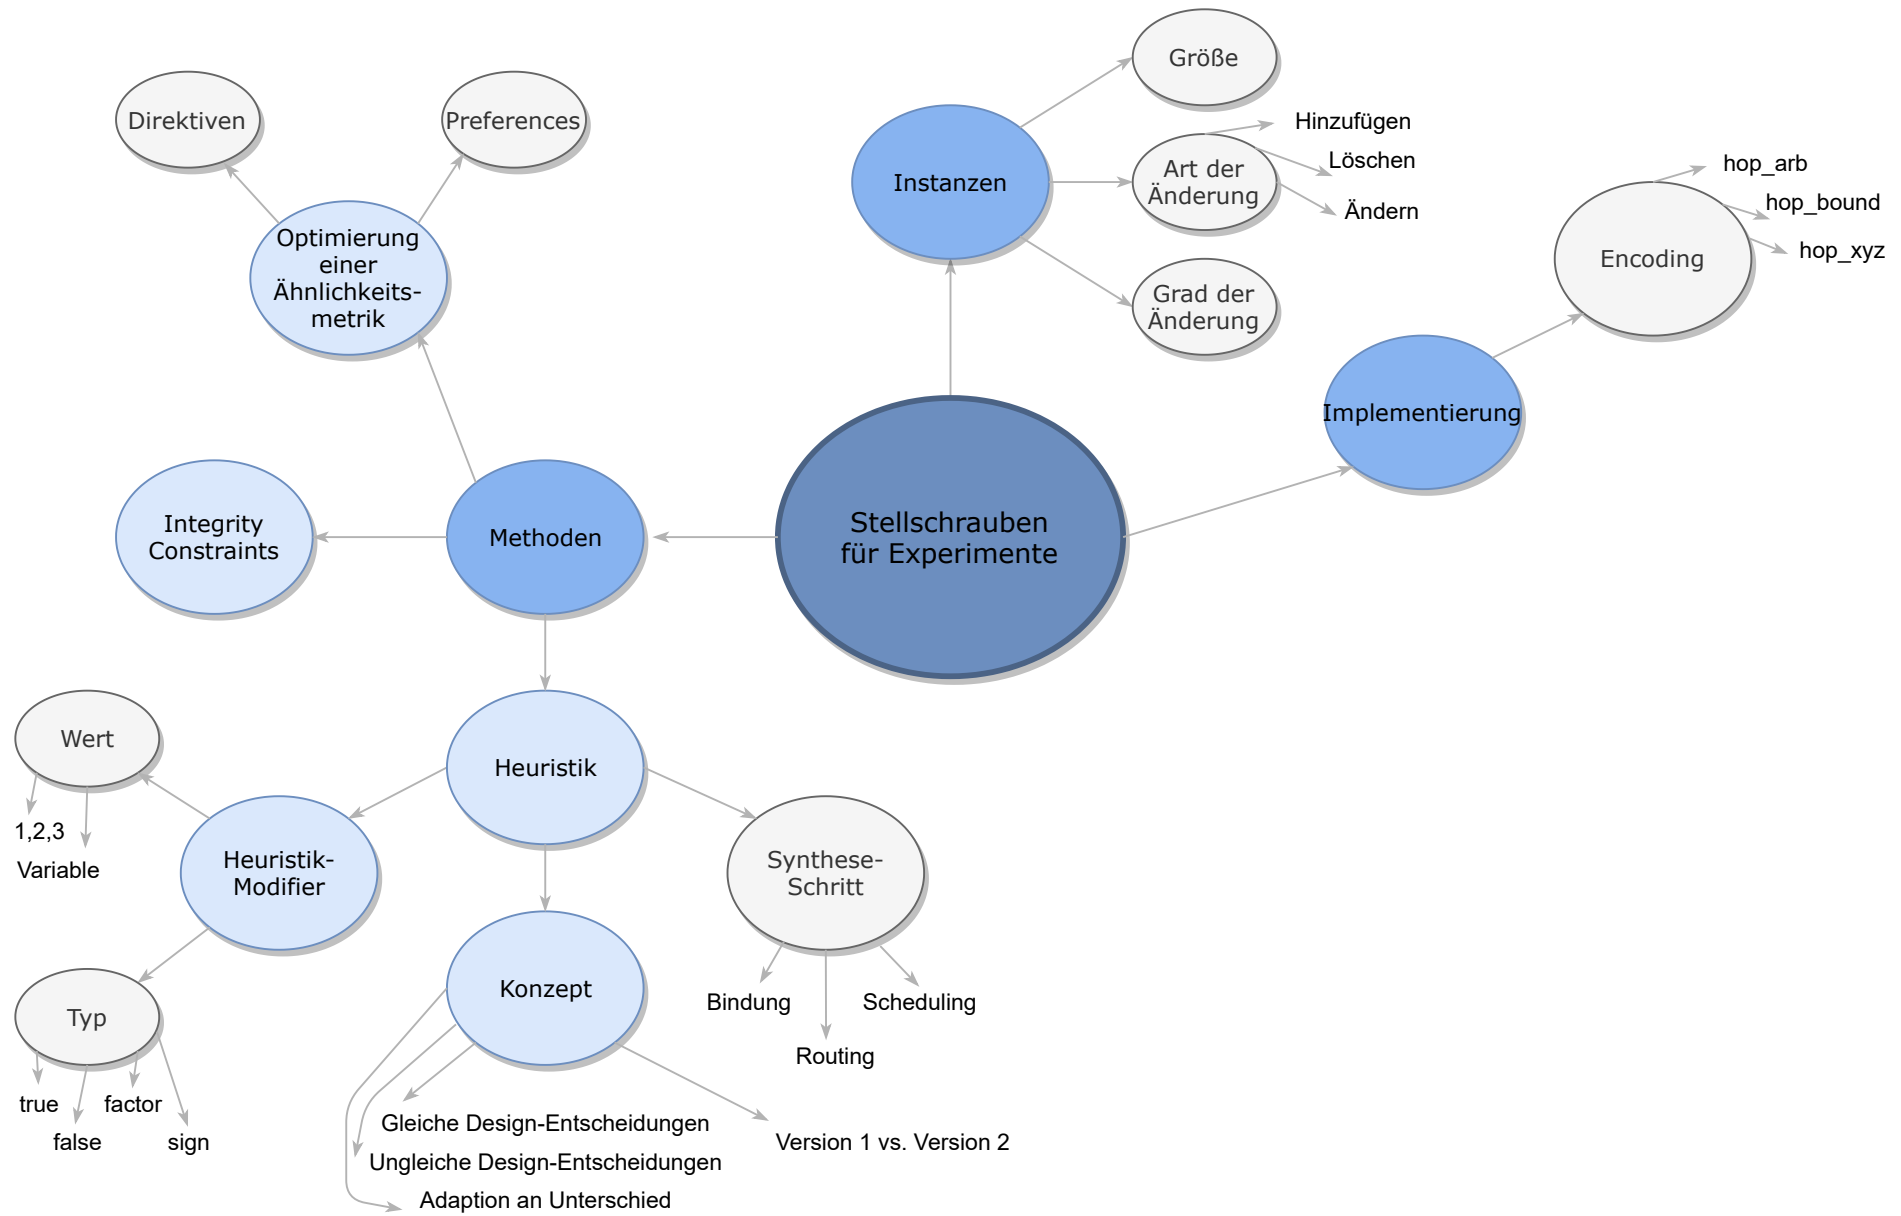 Größe
Direktiven
Preferences
Hinzufügen
Löschen
Art der
Änderung
Ändern
Instanzen
hop_arb
hop_bound
hop_xyz
Encoding
Optimierung
einer
Ähnlichkeits-
metrik
Grad der
Änderung
Implementierung
Integrity
Constraints
Methoden
Stellschrauben
für Experimente
Wert
Heuristik
1,2,3
Variable
Heuristik-
Modifier
Synthese-
Schritt
Konzept
Bindung
Scheduling
Routing
Typ
true
factor
false
sign
Gleiche Design-Entscheidungen
Version 1 vs. Version 2
Ungleiche Design-Entscheidungen
Adaption an Unterschied